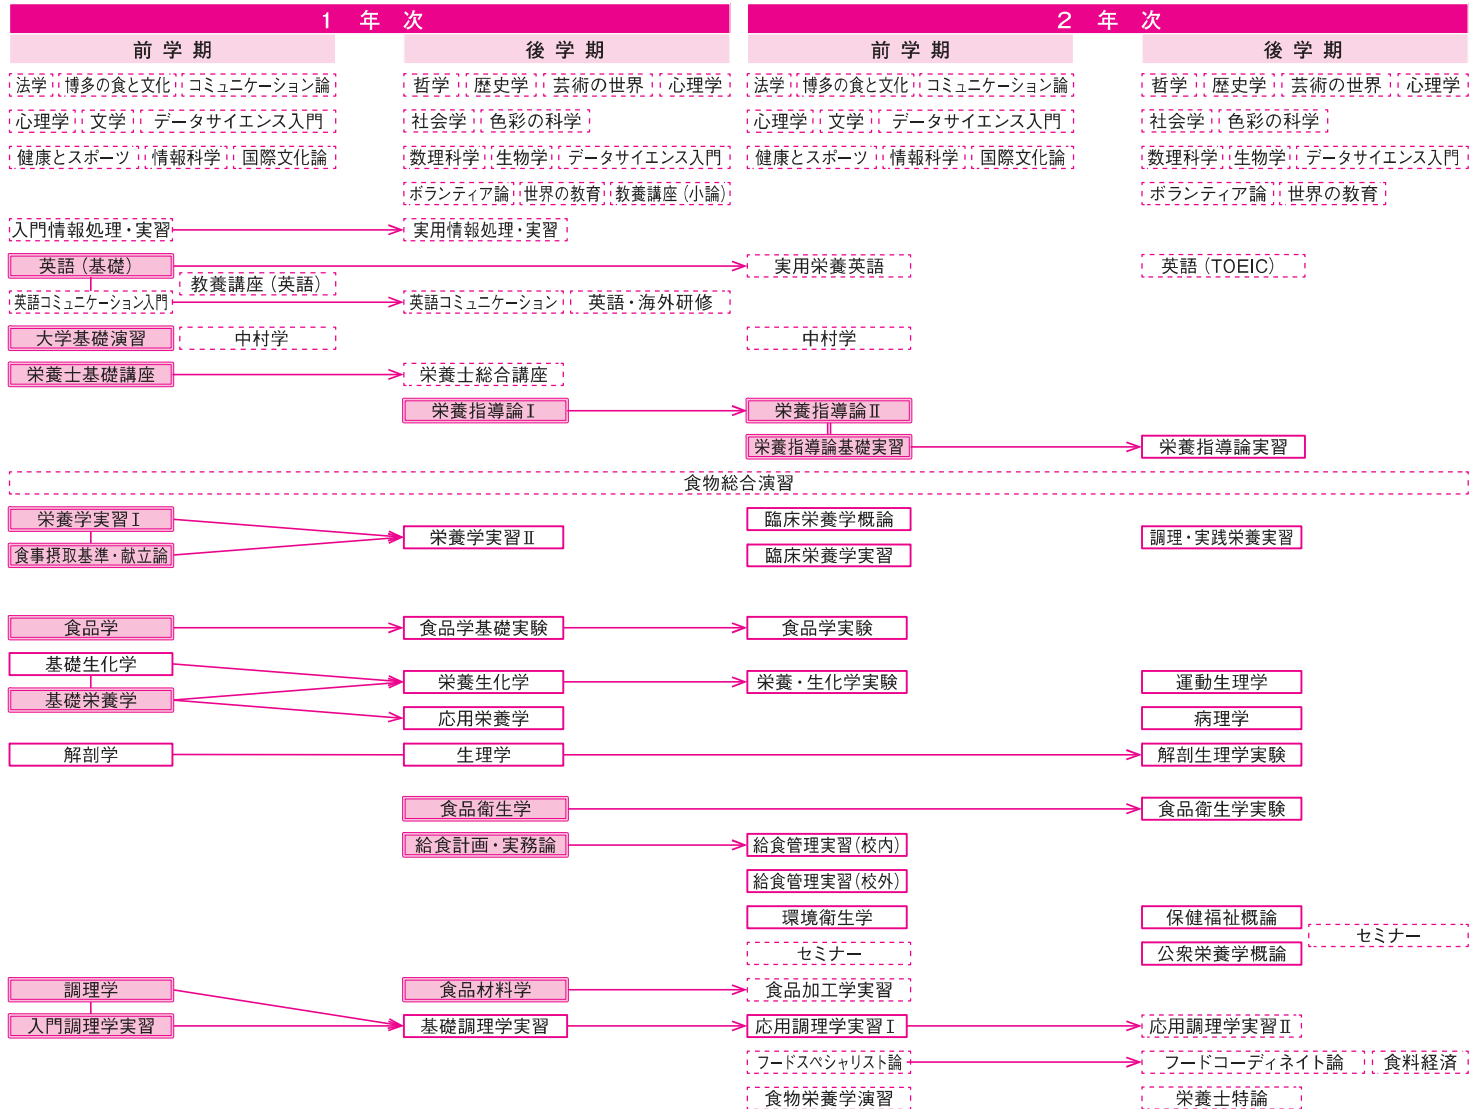 1 年 次 2 年 次
前 学 期 後 学 期 前 学 期 後 学 期
法学 博多の食と文化 コミュニケーション論 哲学 歴史学 芸術の世界 心理学 法学 博多の食と文化 コミュニケーション論 哲学 歴史学 芸術の世界 心理学
心理学 文学 データサイエンス入門 社会学 色彩の科学 心理学 文学 データサイエンス入門 社会学 色彩の科学
健康とスポーツ 情報科学 国際文化論 数理科学 生物学 データサイエンス入門 健康とスポーツ 情報科学 国際文化論 数理科学 生物学 データサイエンス入門
ボランティア論 世界の教育 教養講座(小論) ボランティア論 世界の教育
入門情報処理・実習 実用情報処理・実習
英語(基礎) 実用栄養英語 英語(TOEIC)
教養講座(英語)
英語コミュニケーション入門 英語コミュニケーション 英語・海外研修
大学基礎演習 中村学 中村学
栄養士基礎講座 栄養士総合講座
栄養指導論Ⅰ 栄養指導論Ⅱ
栄養指導論基礎実習 栄養指導論実習
食物総合演習
栄養学実習Ⅰ 臨床栄養学概論
栄養学実習Ⅱ 調理・実践栄養実習
食事摂取基準・献立論 臨床栄養学実習
食品学 食品学基礎実験 食品学実験
基礎生化学
栄養生化学 栄養・生化学実験 運動生理学
基礎栄養学
応用栄養学 病理学
解剖学 生理学 解剖生理学実験
食品衛生学 食品衛生学実験
給食計画・実務論 給食管理実習(校内)
給食管理実習(校外)
環境衛生学 保健福祉概論
セミナー
セミナー 公衆栄養学概論
調理学 食品材料学 食品加工学実習
入門調理学実習 基礎調理学実習 応用調理学実習Ⅰ 応用調理学実習Ⅱ
フードスペシャリスト論 フードコーディネイト論 食料経済
食物栄養学演習 栄養士特論